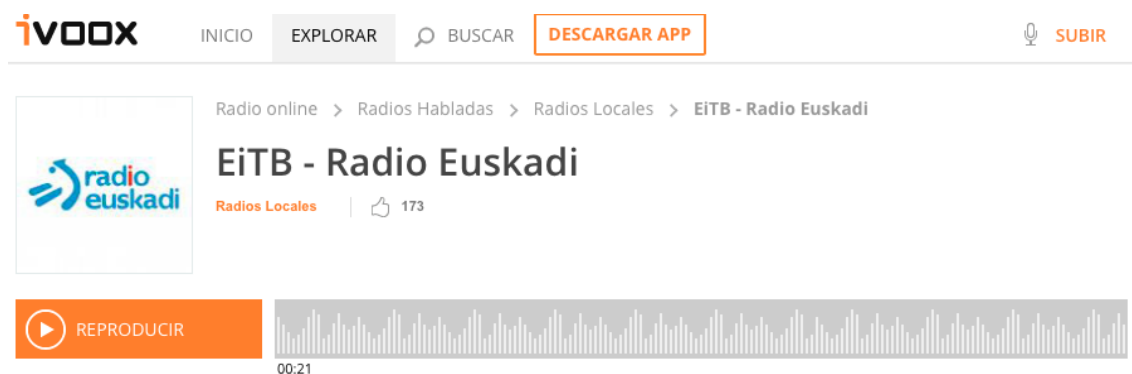 iVOOX INICIO EXPLORAR BUSCAR DESCARGAR APP SUBIR
Radio online > Radios Habladas > Radios Locales > EiTB - Radio Euskadi
radio
euskadi
EiTB - Radio Euskadi
Radios Locales 173
REPRODUCIR
00:21